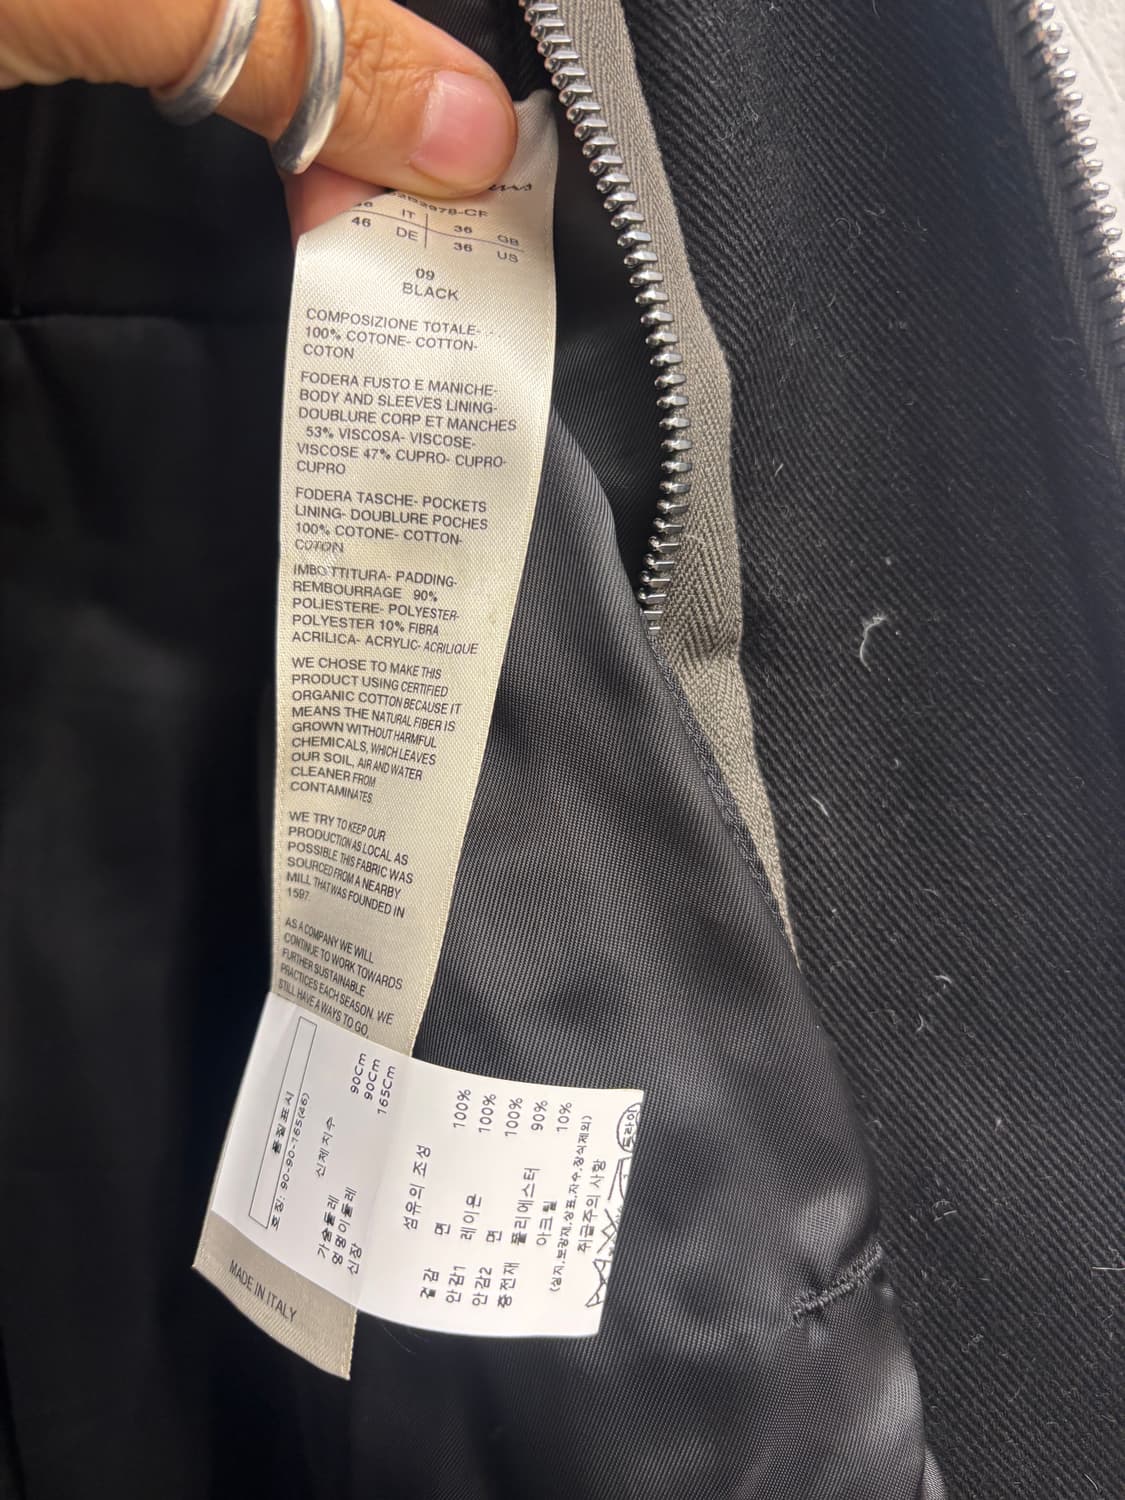 46 IT 36 GB
46 DE 36 US
09
BLACK
COMPOSIZIONE TOTALE-
100% COTONE- COTTON-
COTON
FODERA FUSTO E MANICHE-
BODY AND SLEEVES LINING-
DOUBLURE CORP ET MANCHES
53% VISCOSA- VISCOSE-
VISCOSE 47% CUPRO- CUPRO-
CUPRO
FODERA TASCHE- POCKETS
LINING- DOUBLURE POCHES
100% COTONE- COTTON-
COTON
IMBOTTITURA- PADDING-
REMBOURRAGE 90%
POLIESTERE- POLYESTER-
POLYESTER 10% FIBRA
ACRILICA- ACRYLIC- ACRILIQUE
WE CHOSE TO MAKE THIS
PRODUCT USING CERTIFIED
ORGANIC COTTON BECAUSE IT
MEANS THE NATURAL FIBER IS
GROWN WITHOUT HARMFUL
CHEMICALS, WHICH LEAVES
OUR SOIL, AIR AND WATER
CLEANER FROM
CONTAMINATES.
WE TRY TO KEEP OUR
PRODUCTION AS LOCAL AS
POSSIBLE. THIS FABRIC WAS
SOURCED FROM A NEARBY
MILL THAT WAS FOUNDED IN
1597.
AS A COMPANY WE WILL
CONTINUE TO WORK TOWARDS
FURTHER SUSTAINABLE
PRACTICES EACH SEASON. WE
STILL HAVE A WAYS TO GO.
품질표시
호칭: 90-90-165(46)
신체치수
가슴둘레 90cm
엉덩이둘레 90cm
신장 165cm
섬유의 조성
겉감 면 100%
안감1 레이온 100%
안감2 면 100%
충전재 폴리에스터 90%
아크릴 10%
(심지,보강재,상표,자수,장식제외)
취급주의 사항
드라이
MADE IN ITALY